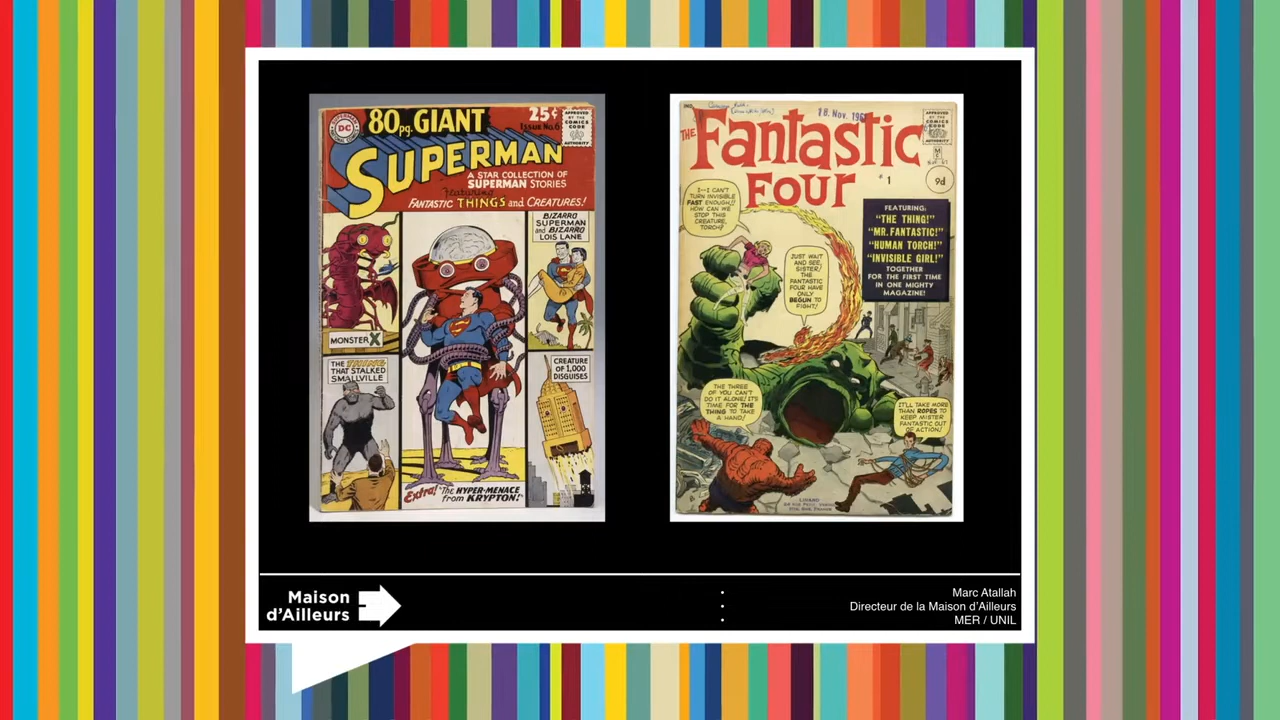 80pg. GIANT
25¢
ISSUE No. 6
SUPERMAN
DC
APPROVED
BY THE
COMICS
CODE
AUTHORITY
SUPERMAN
A STAR COLLECTION OF
SUPERMAN STORIES
Featuring
FANTASTIC THINGS and CREATURES!
BIZARRO
SUPERMAN
and BIZARRO
LOIS LANE
MONSTER X
THE THING
THAT STALKED
SMALLVILLE
CREATURE
OF 1,000
DISGUISES
Extra! "The HYPER-MENACE
from KRYPTON!"
18. Nov. 196
THE
Fantastic
FOUR
#1
APPROVED
BY THE
COMICS
CODE
AUTHORITY
9d
I--I CAN'T
TURN INVISIBLE
FAST ENOUGH!!
HOW CAN WE
STOP THIS
CREATURE,
TORCH?
FEATURING:
"THE THING!"
"MR. FANTASTIC!"
"HUMAN TORCH!"
"INVISIBLE GIRL!"
TOGETHER
FOR THE FIRST TIME
IN ONE MIGHTY
MAGAZINE!
JUST WAIT
AND SEE,
SISTER!
THE
FANTASTIC
FOUR HAVE
ONLY
BEGUN TO
FIGHT!
THE THREE
OF YOU CAN'T
DO IT ALONE! IT'S
TIME FOR THE
THING TO TAKE
A HAND!
IT'LL TAKE MORE
THAN ROPES TO
KEEP MISTER
FANTASTIC OUT
OF ACTION!
Maison
d'Ailleurs
Marc Atallah
Directeur de la Maison d'Ailleurs
MER / UNIL